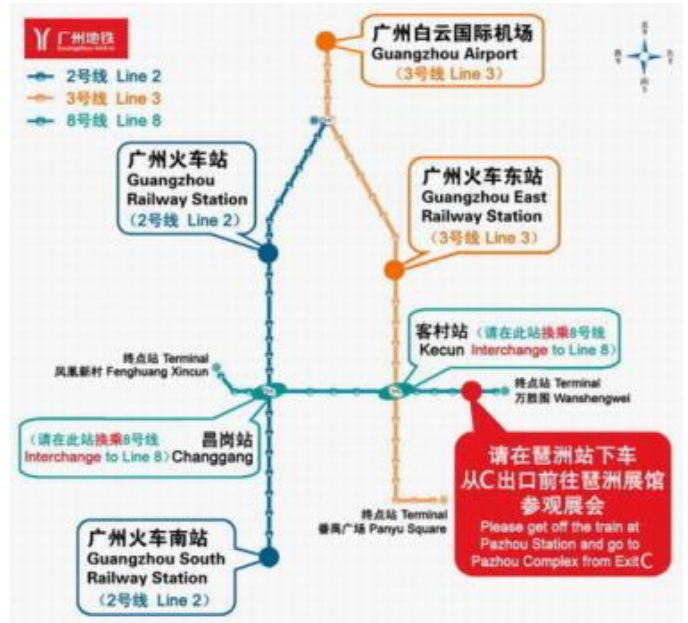 广州地铁
2号线 Line 2
3号线 Line 3
8号线 Line 8
广州白云国际机场
Guangzhou Airport
(3号线 Line 3)
北
西
东
南
广州火车站
Guangzhou
Railway Station
(2号线 Line 2)
广州火车东站
Guangzhou East
Railway Station
(3号线 Line 3)
客村站 (请在此站换乘8号线
Kecun Interchange to Line 8)
终点站 Terminal
凤凰新村 Fenghuang Xincun
终点站 Terminal
万胜围 Wanshengwei
(请在此站换乘8号线 昌岗站
Interchange to Line 8) Changgang
请在琶洲站下车
从C出口前往琶洲展馆
参观展会
Please get off the train at
Pazhou Station and go to
Pazhou Complex from Exit C
终点站 Terminal
番禺广场 Panyu Square
广州火车南站
Guangzhou South
Railway Station
(2号线 Line 2)